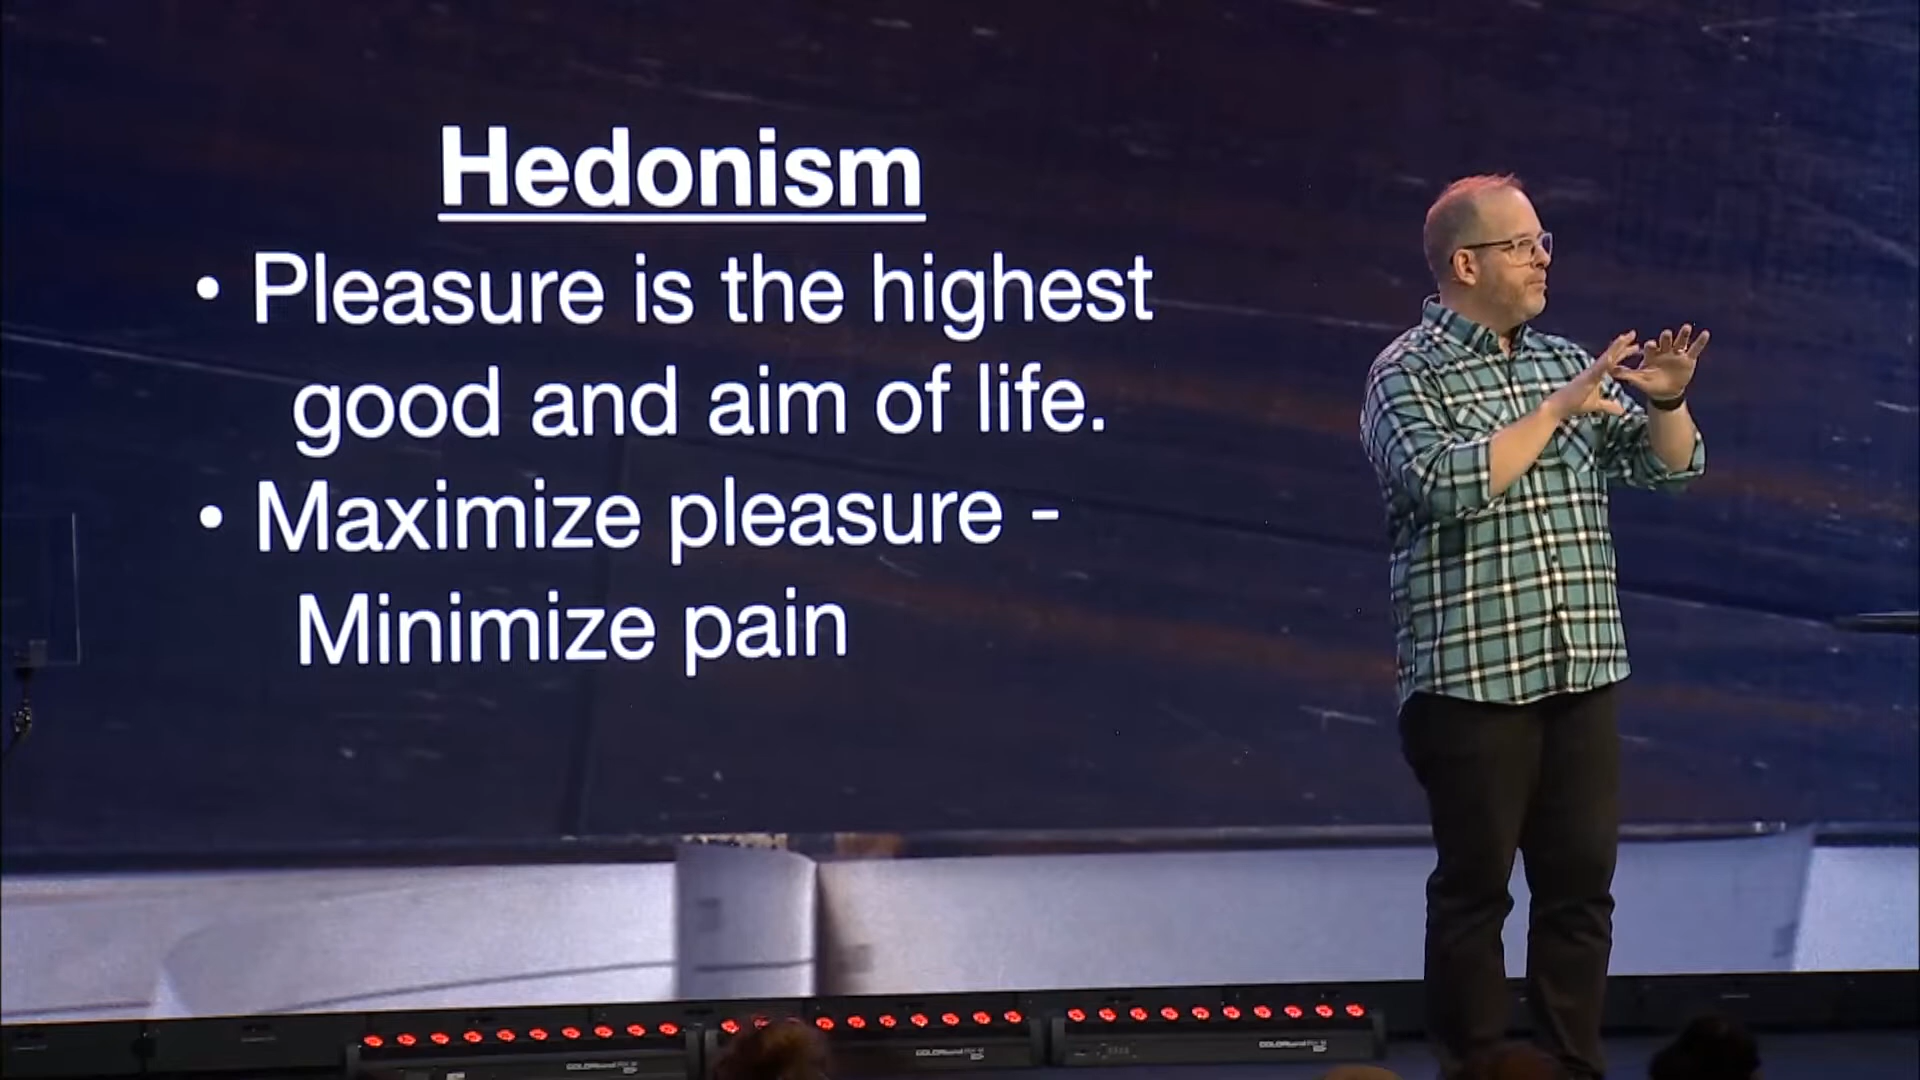 Hedonism
• Pleasure is the highest
good and aim of life.
• Maximize pleasure -
Minimize pain